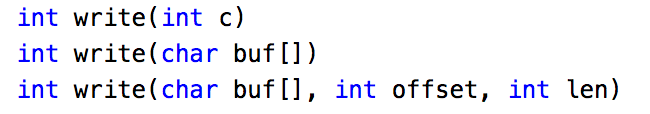 int write(int c)
int write(char buf[])
int write(char buf[], int offset, int len)